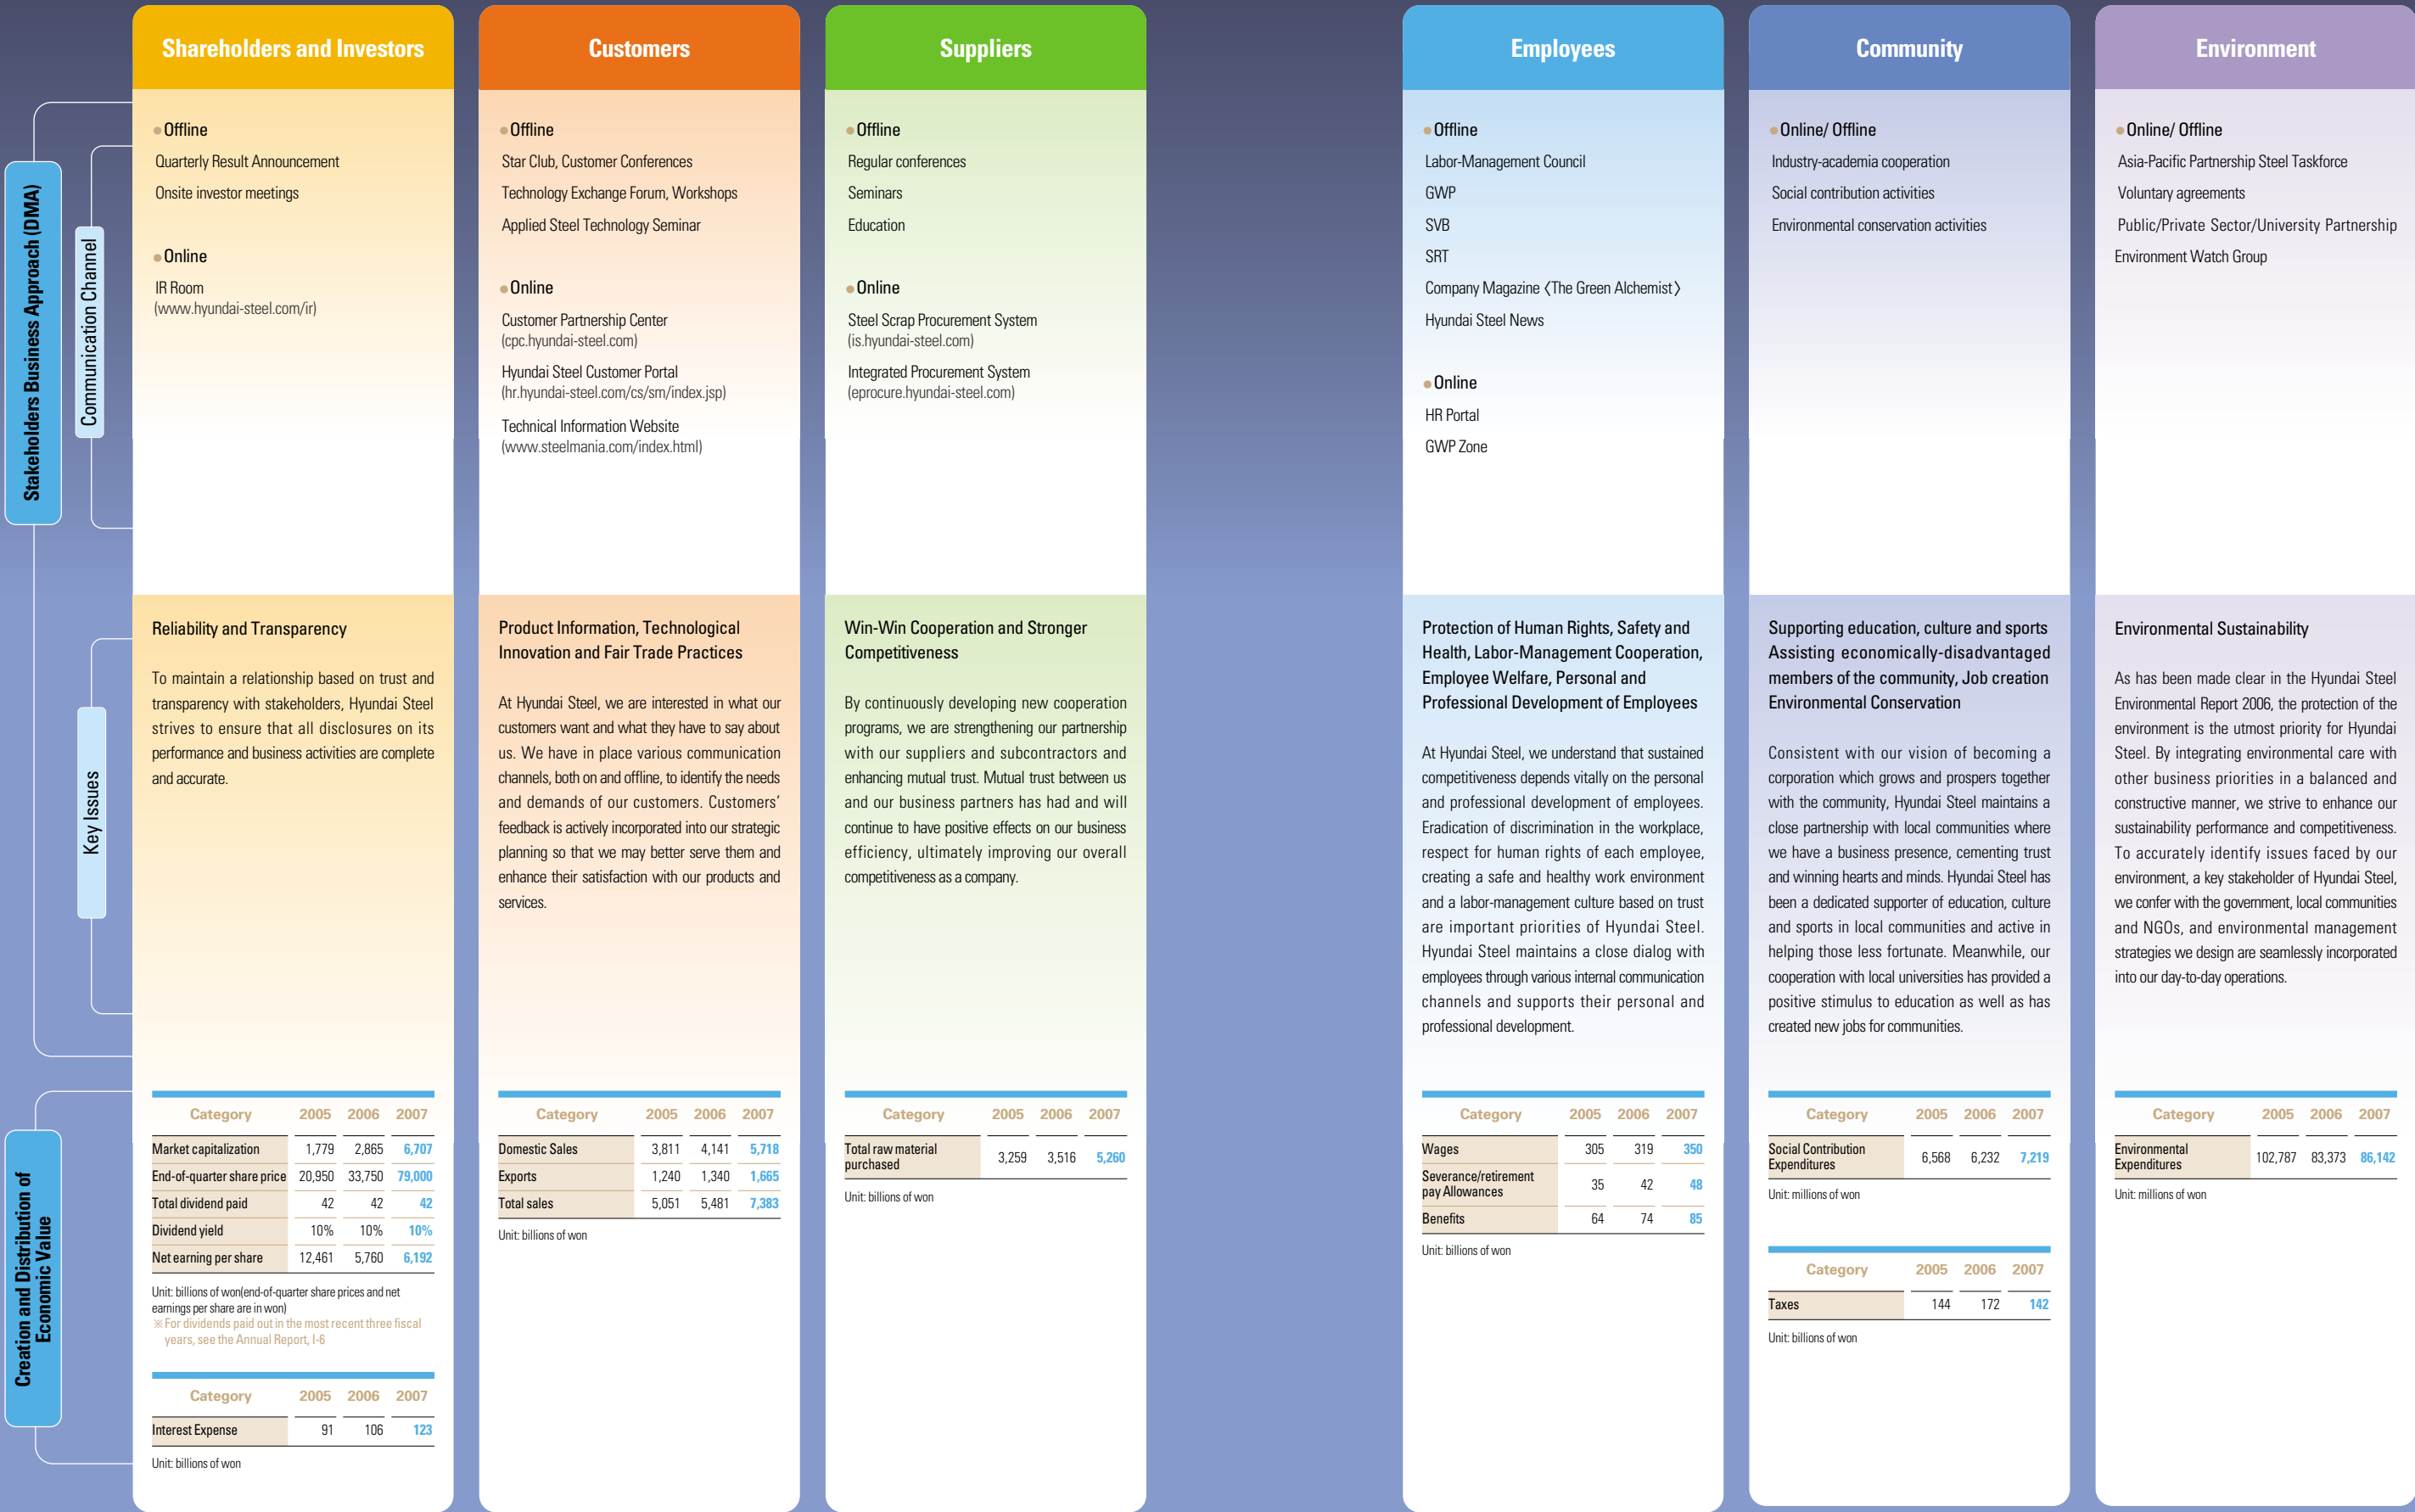 Stakeholders Business Approach (DMA)
Communication Channel
Key Issues
Creation and Distribution of
Economic Value
Shareholders and Investors
Offline
Quarterly Result Announcement
Onsite investor meetings
Online
IR Room
(www.hyundai-steel.com/ir)
Reliability and Transparency
To maintain a relationship based on trust and
transparency with stakeholders, Hyundai Steel
strives to ensure that all disclosures on its
performance and business activities are complete
and accurate.
Category 2005 2006 2007
Market capitalization 1,779 2,865 6,707
End-of-quarter share price 20,950 33,750 79,000
Total dividend paid 42 42 42
Dividend yield 10% 10% 10%
Net earning per share 12,461 5,760 6,192
Unit: billions of won(end-of-quarter share prices and net
earnings per share are in won)
※For dividends paid out in the most recent three fiscal
years, see the Annual Report, I-6
Category 2005 2006 2007
Interest Expense 91 106 123
Unit: billions of won
Customers
Offline
Star Club, Customer Conferences
Technology Exchange Forum, Workshops
Applied Steel Technology Seminar
Online
Customer Partnership Center
(cpc.hyundai-steel.com)
Hyundai Steel Customer Portal
(hr.hyundai-steel.com/cs/sm/index.jsp)
Technical Information Website
(www.steelmania.com/index.html)
Product Information, Technological
Innovation and Fair Trade Practices
At Hyundai Steel, we are interested in what our
customers want and what they have to say about
us. We have in place various communication
channels, both on and offline, to identify the needs
and demands of our customers. Customers’
feedback is actively incorporated into our strategic
planning so that we may better serve them and
enhance their satisfaction with our products and
services.
Category 2005 2006 2007
Domestic Sales 3,811 4,141 5,718
Exports 1,240 1,340 1,665
Total sales 5,051 5,481 7,383
Unit: billions of won
Suppliers
Offline
Regular conferences
Seminars
Education
Online
Steel Scrap Procurement System
(is.hyundai-steel.com)
Integrated Procurement System
(eprocure.hyundai-steel.com)
Win-Win Cooperation and Stronger
Competitiveness
By continuously developing new cooperation
programs, we are strengthening our partnership
with our suppliers and subcontractors and
enhancing mutual trust. Mutual trust between us
and our business partners has had and will
continue to have positive effects on our business
efficiency, ultimately improving our overall
competitiveness as a company.
Category 2005 2006 2007
Total raw material
purchased 3,259 3,516 5,260
Unit: billions of won
Employees
Offline
Labor-Management Council
GWP
SVB
SRT
Company Magazine 〈The Green Alchemist〉
Hyundai Steel News
Online
HR Portal
GWP Zone
Protection of Human Rights, Safety and
Health, Labor-Management Cooperation,
Employee Welfare, Personal and
Professional Development of Employees
At Hyundai Steel, we understand that sustained
competitiveness depends vitally on the personal
and professional development of employees.
Eradication of discrimination in the workplace,
respect for human rights of each employee,
creating a safe and healthy work environment
and a labor-management culture based on trust
are important priorities of Hyundai Steel.
Hyundai Steel maintains a close dialog with
employees through various internal communication
channels and supports their personal and
professional development.
Category 2005 2006 2007
Wages 305 319 350
Severance/retirement
pay Allowances 35 42 48
Benefits 64 74 85
Unit: billions of won
Community
Online/ Offline
Industry-academia cooperation
Social contribution activities
Environmental conservation activities
Supporting education, culture and sports
Assisting economically-disadvantaged
members of the community, Job creation
Environmental Conservation
Consistent with our vision of becoming a
corporation which grows and prospers together
with the community, Hyundai Steel maintains a
close partnership with local communities where
we have a business presence, cementing trust
and winning hearts and minds. Hyundai Steel has
been a dedicated supporter of education, culture
and sports in local communities and active in
helping those less fortunate. Meanwhile, our
cooperation with local universities has provided a
positive stimulus to education as well as has
created new jobs for communities.
Category 2005 2006 2007
Social Contribution
Expenditures 6,568 6,232 7,219
Unit: millions of won
Category 2005 2006 2007
Taxes 144 172 142
Unit: billions of won
Environment
Online/ Offline
Asia-Pacific Partnership Steel Taskforce
Voluntary agreements
Public/Private Sector/University Partnership
Environment Watch Group
Environmental Sustainability
As has been made clear in the Hyundai Steel
Environmental Report 2006, the protection of the
environment is the utmost priority for Hyundai
Steel. By integrating environmental care with
other business priorities in a balanced and
constructive manner, we strive to enhance our
sustainability performance and competitiveness.
To accurately identify issues faced by our
environment, a key stakeholder of Hyundai Steel,
we confer with the government, local communities
and NGOs, and environmental management
strategies we design are seamlessly incorporated
into our day-to-day operations.
Category 2005 2006 2007
Environmental
Expenditures 102,787 83,373 86,142
Unit: millions of won